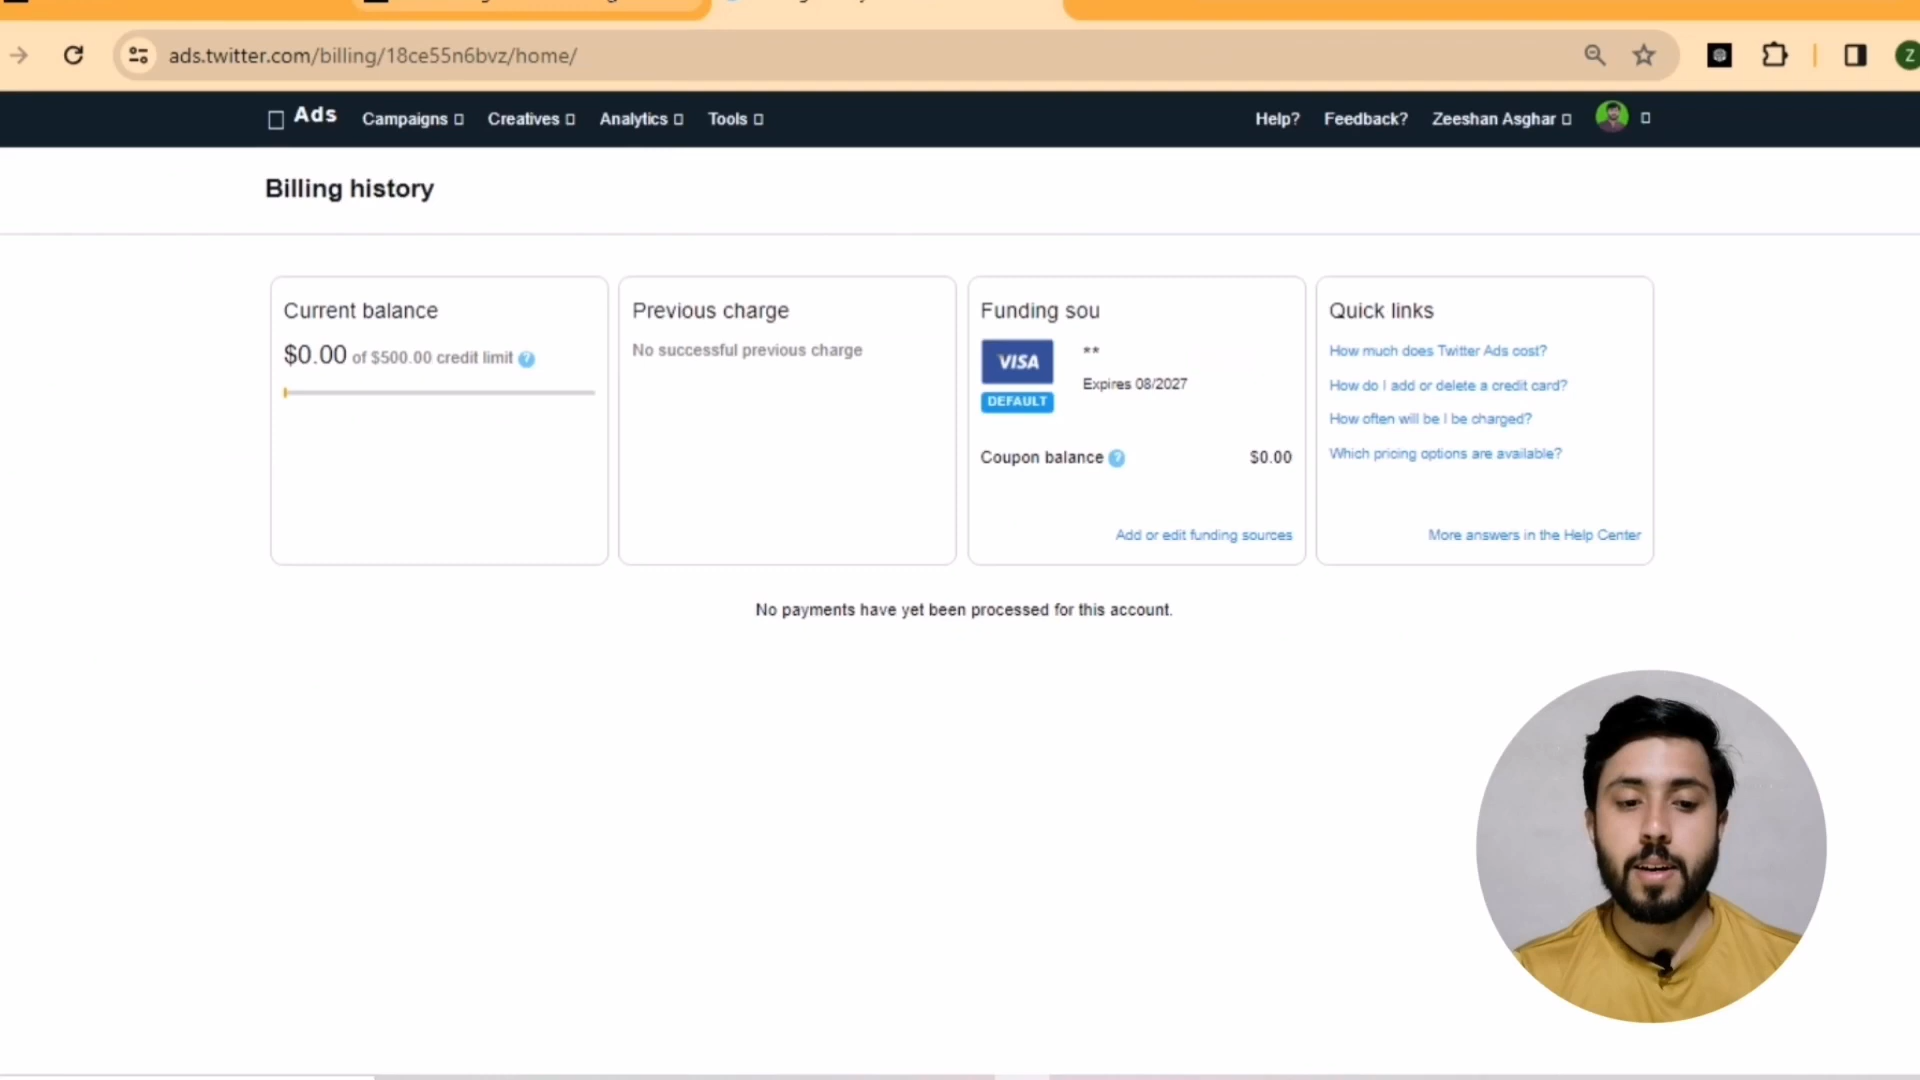 ads.twitter.com/billing/18ce55n6bvz/home/
Z
Ads Campaigns Creatives Analytics Tools Help? Feedback? Zeeshan Asghar
Billing history
Current balance
$0.00 of $500.00 credit limit ?
Previous charge
No successful previous charge
Funding sou
VISA **
Expires 08/2027
DEFAULT
Coupon balance ? $0.00
Add or edit funding sources
Quick links
How much does Twitter Ads cost?
How do I add or delete a credit card?
How often will be I be charged?
Which pricing options are available?
More answers in the Help Center
No payments have yet been processed for this account.